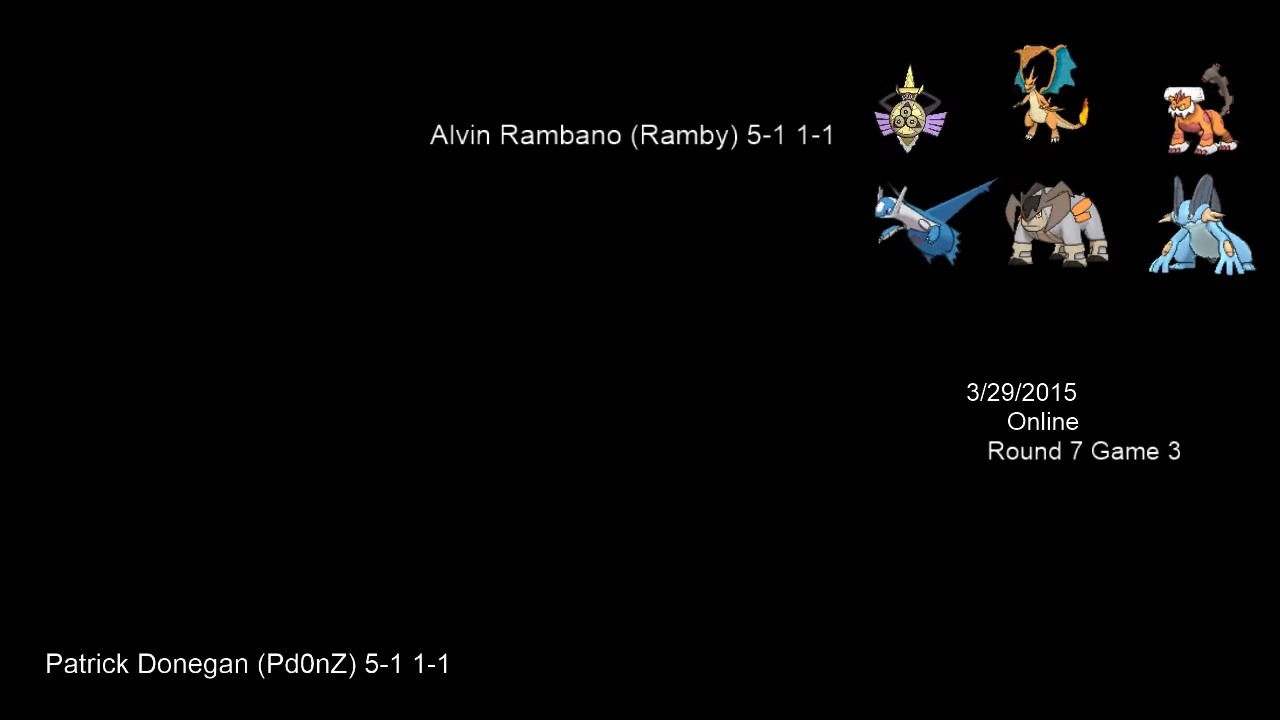 Alvin Rambano (Ramby) 5-1 1-1
3/29/2015
Online
Round 7 Game 3
Patrick Donegan (Pd0nZ) 5-1 1-1